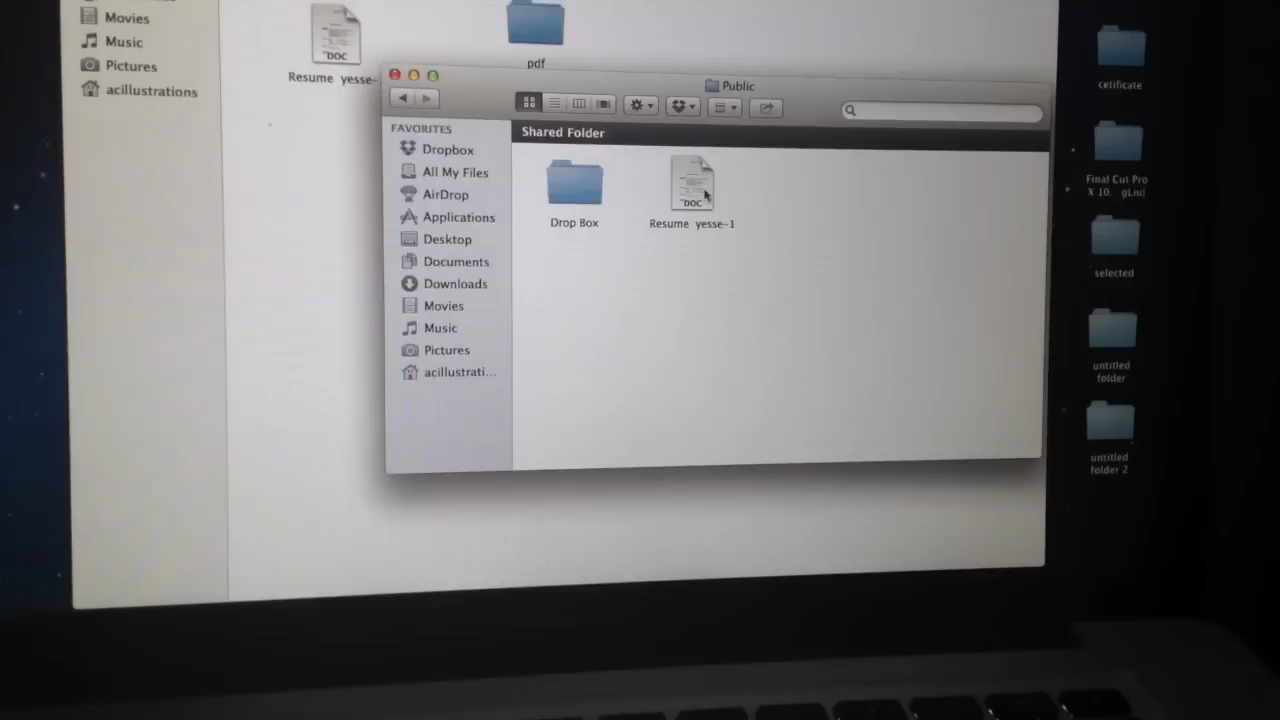 Movies
Music
Pictures
acillustrations
DOC
Resume yesse-
pdf
Public
FAVORITES
Dropbox
All My Files
AirDrop
Applications
Desktop
Documents
Downloads
Movies
Music
Pictures
acillustrati...
Shared Folder
Drop Box
DOC
Resume yesse-1
cetificate
Final Cut Pro
X 10.
selected
untitled
folder
untitled
folder 2